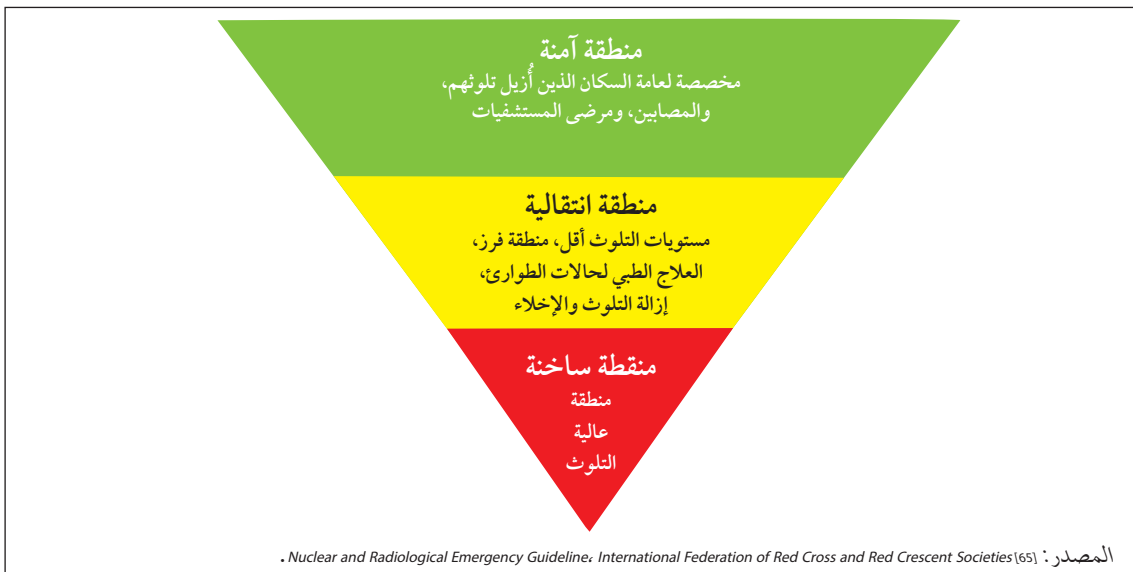 منطقة آمنة
مخصصة لعامة السكان الذين أُزيل تلوثهم،
والمصابين، ومرضى المستشفيات
منطقة انتقالية
مستويات التلوث أقل، منطقة فرز،
العلاج الطبي لحالات الطوارئ،
إزالة التلوث والإخلاء
منقطة ساخنة
منطقة
عالية
التلوث
المصدر: [65] Nuclear and Radiological Emergency Guideline، International Federation of Red Cross and Red Crescent Societies.